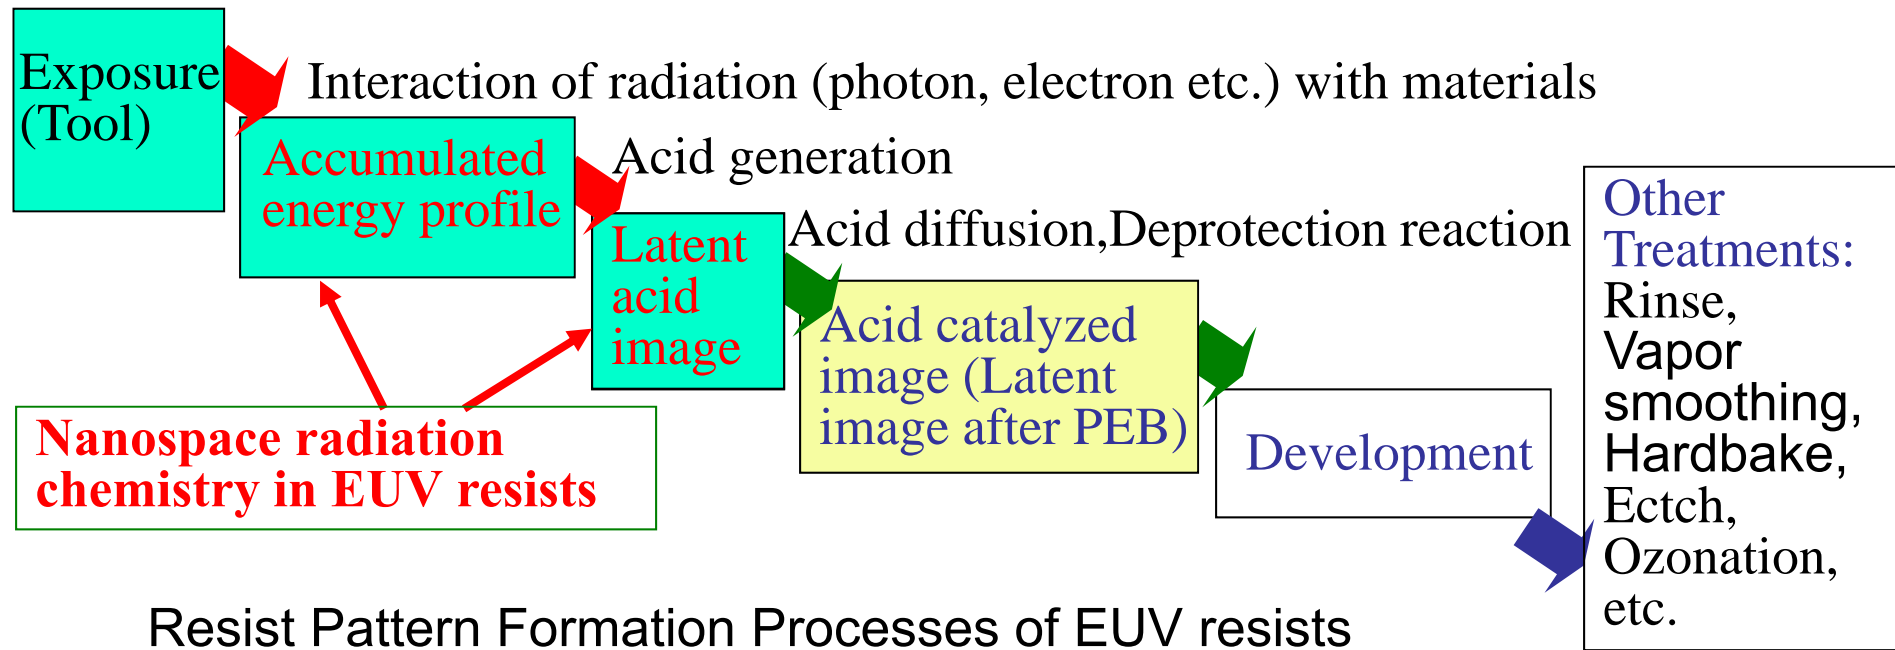 Exposure
(Tool)
Interaction of radiation (photon, electron etc.) with materials
Accumulated
energy profile
Acid generation
Latent
acid
image
Acid diffusion,Deprotection reaction
Acid catalyzed
image (Latent
image after PEB)
Development
Other
Treatments:
Rinse,
Vapor
smoothing,
Hardbake,
Ectch,
Ozonation,
etc.
Nanospace radiation
chemistry in EUV resists
Resist Pattern Formation Processes of EUV resists